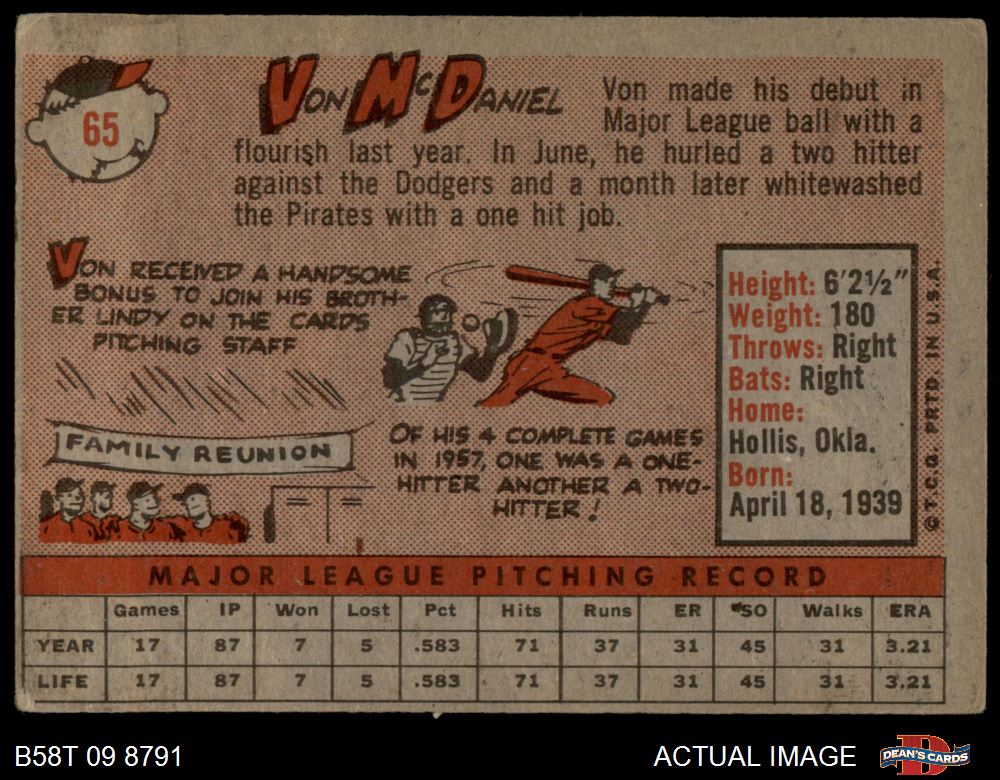 65
VON MCDANIEL
Von made his debut in
Major League ball with a
flourish last year. In June, he hurled a two hitter
against the Dodgers and a month later whitewashed
the Pirates with a one hit job.
VON RECEIVED A HANDSOME
BONUS TO JOIN HIS BROTH-
ER LINDY ON THE CARDS
PITCHING STAFF
FAMILY REUNION
OF HIS 4 COMPLETE GAMES
IN 1957, ONE WAS A ONE-
HITTER ANOTHER A TWO-
HITTER!
Height: 6'2½"
Weight: 180
Throws: Right
Bats: Right
Home:
Hollis, Okla.
Born:
April 18, 1939
© T.C.G. PRTD. IN U.S.A.
MAJOR LEAGUE PITCHING RECORD
Games IP Won Lost Pct Hits Runs ER SO Walks ERA
YEAR 17 87 7 5 .583 71 37 31 45 31 3.21
LIFE 17 87 7 5 .583 71 37 31 45 31 3.21
B58T 09 8791
ACTUAL IMAGE
DEAN'S CARDS